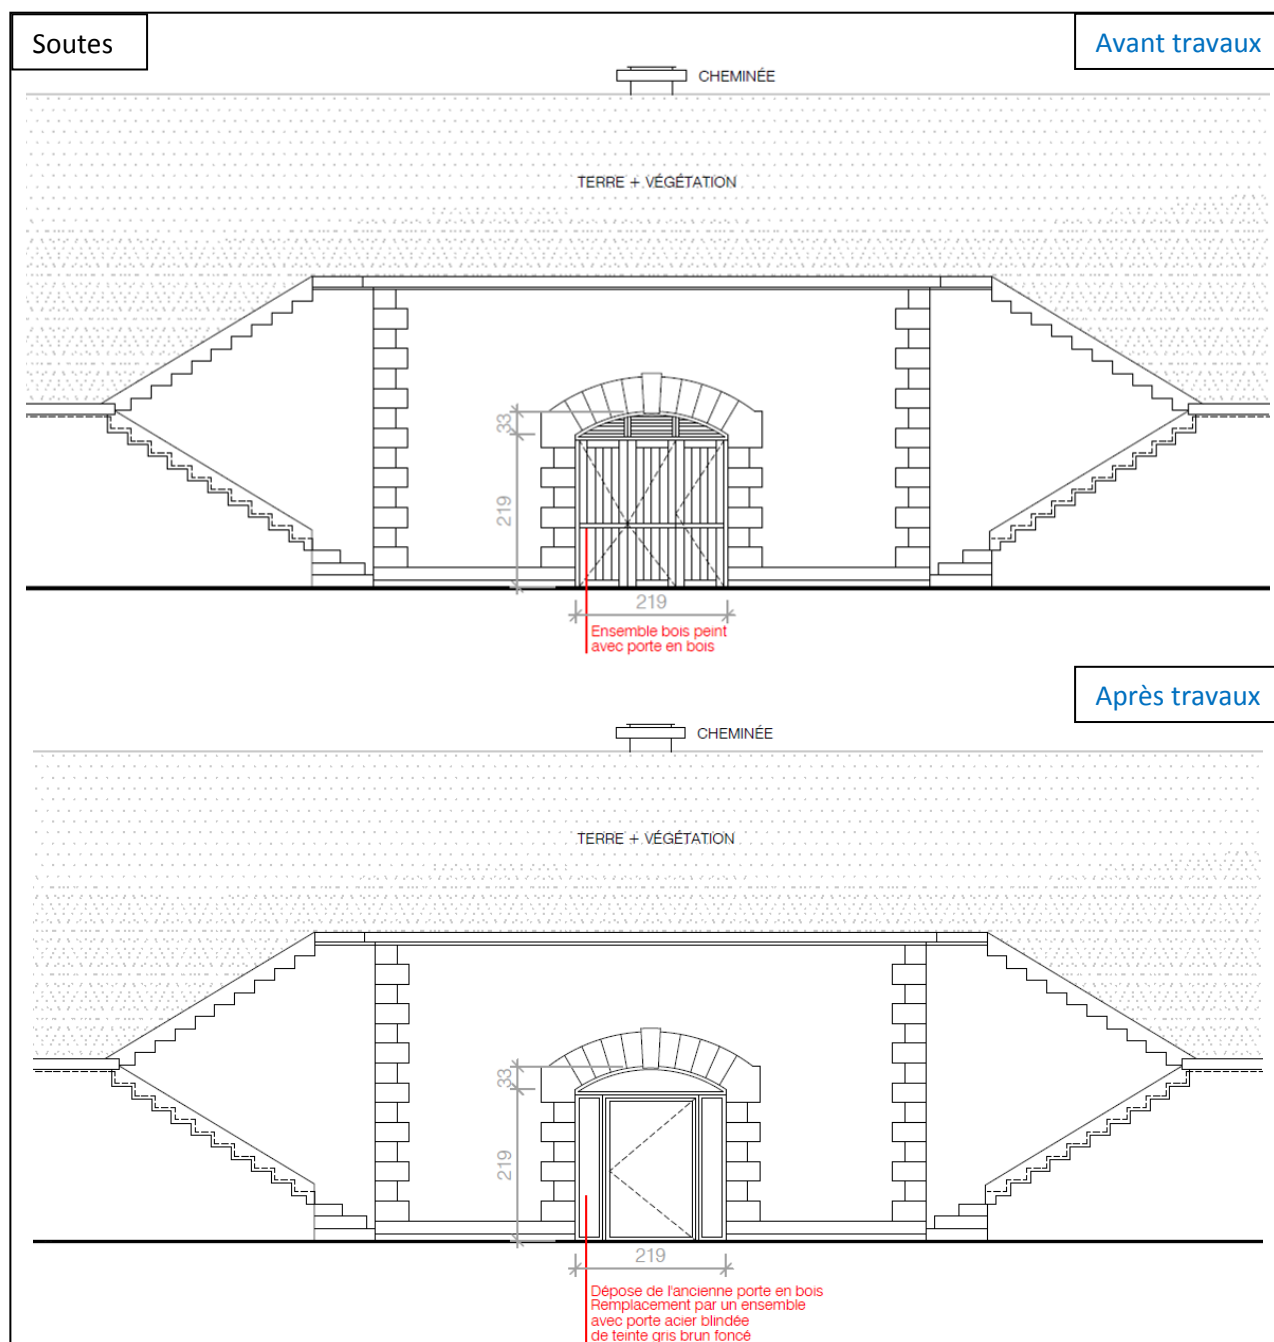 Soutes
Avant travaux
CHEMINÉE
TERRE + VÉGÉTATION
33
219
219
Ensemble bois peint
avec porte en bois
Après travaux
CHEMINÉE
TERRE + VÉGÉTATION
33
219
219
Dépose de l'ancienne porte en bois
Remplacement par un ensemble
avec porte acier blindée
de teinte gris brun foncé